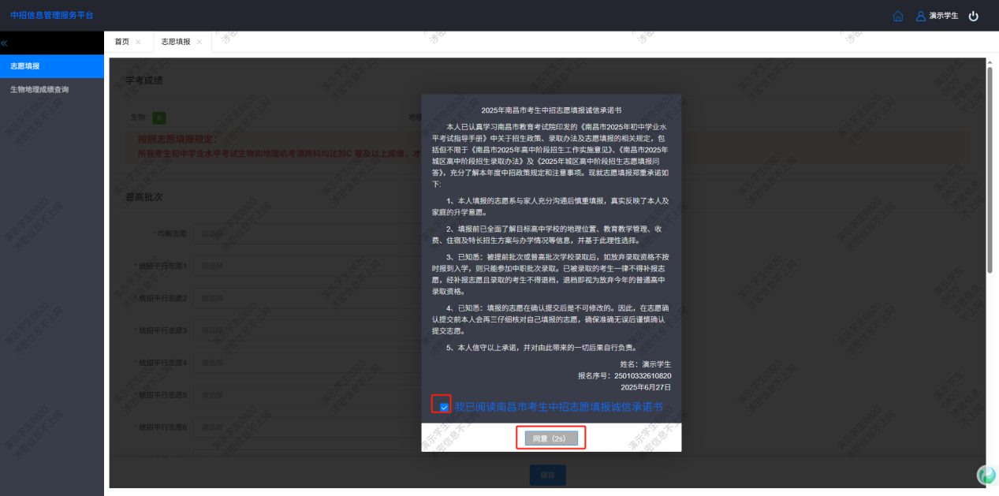 中招信息管理服务平台
演示学生
首页
志愿填报
志愿填报
生物地理成绩查询
学考成绩
生物:
地理
按照志愿填报规定：
所有考生初中学业水平考试生物和地理机考须两科均达到C 等及以上成绩，才
普高批次
* 均衡志愿 请选择
* 统招平行志愿1 请选择
* 统招平行志愿2 请选择
* 统招平行志愿3 请选择
* 统招平行志愿4 请选择
* 统招平行志愿5 请选择
* 统招平行志愿6 请选择
2025年南昌市考生中招志愿填报诚信承诺书
本人已认真学习南昌市教育考试院印发的《南昌市2025年初中学业水
平考试指导手册》中关于招生政策、录取办法及志愿填报的相关规定，包
括但不限于《南昌市2025年高中阶段招生工作实施意见》、《南昌市2025年
城区高中阶段招生录取办法》及《2025年城区高中阶段招生志愿填报问
答》，充分了解本年度中招政策规定和注意事项。现就志愿填报郑重承诺如
下:
1、本人填报的志愿系与家人充分沟通后慎重填报，真实反映了本人及
家庭的升学意愿。
2、填报前已全面了解目标高中学校的地理位置、教育教学管理、收
费、住宿及特长招生方案与办学情况等信息，并基于此理性选择。
3、已知悉：被提前批次或普高批次学校录取后，如放弃录取资格不按
时报到入学，则只能参加中职批次录取。已被录取的考生一律不得补报志
愿，经补报志愿且录取的考生不得退档，退档即视为放弃今年的普通高中
录取资格。
4、已知悉：填报的志愿在确认提交后是不可修改的。因此，在志愿确
认提交前本人会再三仔细核对自己填报的志愿，确保准确无误后谨慎确认
提交志愿。
5、本人信守以上承诺，并对由此带来的一切后果自行负责。
姓名：演示学生
报名序号：25010332610820
2025年6月27日
我已阅读南昌市考生中招志愿填报诚信承诺书
同意（2s）
保存
演示学生0820
涉密信息不上网